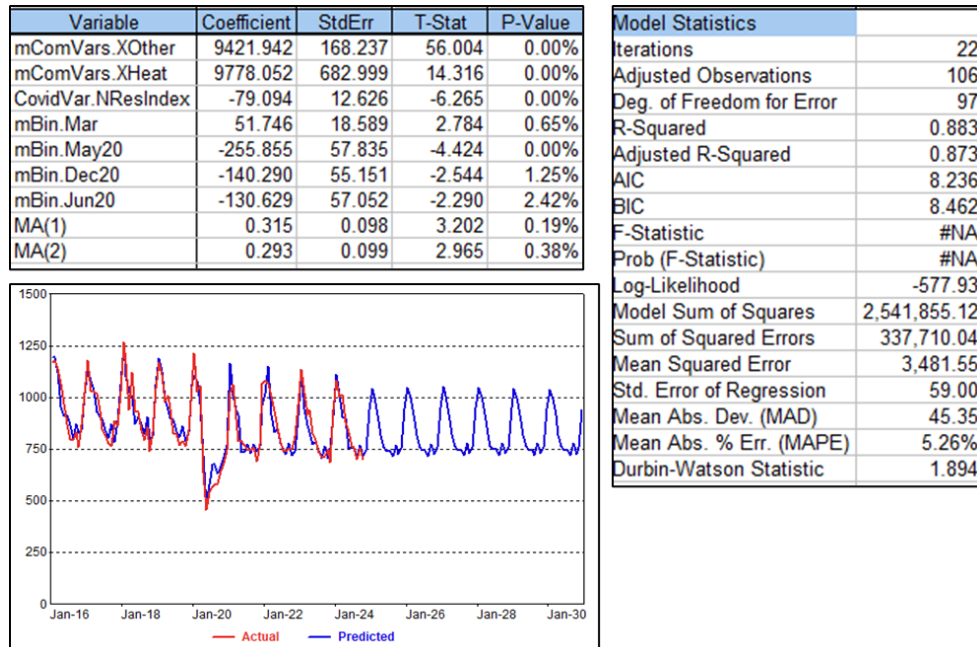 Variable Coefficient StdErr T-Stat P-Value
mComVars.XOther 9421.942 168.237 56.004 0.00%
mComVars.XHeat 9778.052 682.999 14.316 0.00%
CovidVar.NResIndex -79.094 12.626 -6.265 0.00%
mBin.Mar 51.746 18.589 2.784 0.65%
mBin.May20 -255.855 57.835 -4.424 0.00%
mBin.Dec20 -140.290 55.151 -2.544 1.25%
mBin.Jun20 -130.629 57.052 -2.290 2.42%
MA(1) 0.315 0.098 3.202 0.19%
MA(2) 0.293 0.099 2.965 0.38%
Model Statistics
Iterations 22
Adjusted Observations 106
Deg. of Freedom for Error 97
R-Squared 0.883
Adjusted R-Squared 0.873
AIC 8.236
BIC 8.462
F-Statistic #NA
Prob (F-Statistic) #NA
Log-Likelihood -577.93
Model Sum of Squares 2,541,855.12
Sum of Squared Errors 337,710.04
Mean Squared Error 3,481.55
Std. Error of Regression 59.00
Mean Abs. Dev. (MAD) 45.35
Mean Abs. % Err. (MAPE) 5.26%
Durbin-Watson Statistic 1.894
1500
1250
1000
750
500
250
0
Jan-16 Jan-18 Jan-20 Jan-22 Jan-24 Jan-26 Jan-28 Jan-30
Actual Predicted